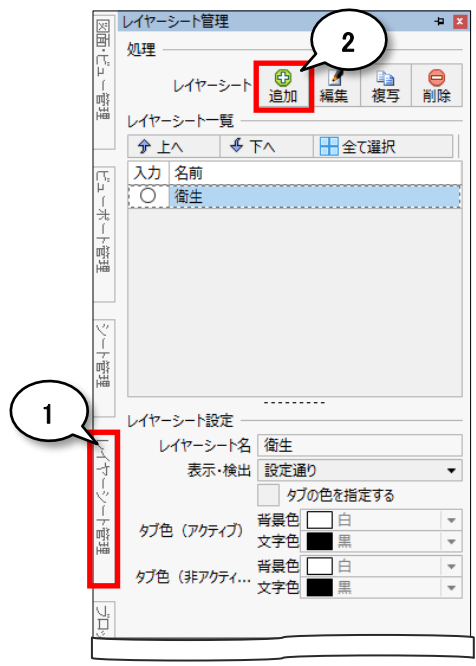 レイヤーシート管理
処理
レイヤーシート
追加
編集
複写
削除
レイヤーシート一覧
上へ
下へ
全て選択
入力 名前
○ 衛生
レイヤーシート設定
レイヤーシート名 衛生
表示・検出 設定通り
タブの色を指定する
タブ色（アクティブ）
背景色 白
文字色 黒
タブ色（非アクティ...
背景色 白
文字色 黒
図面・ビュー管理
ビューポート管理
シート管理
レイヤーシート管理
1
2